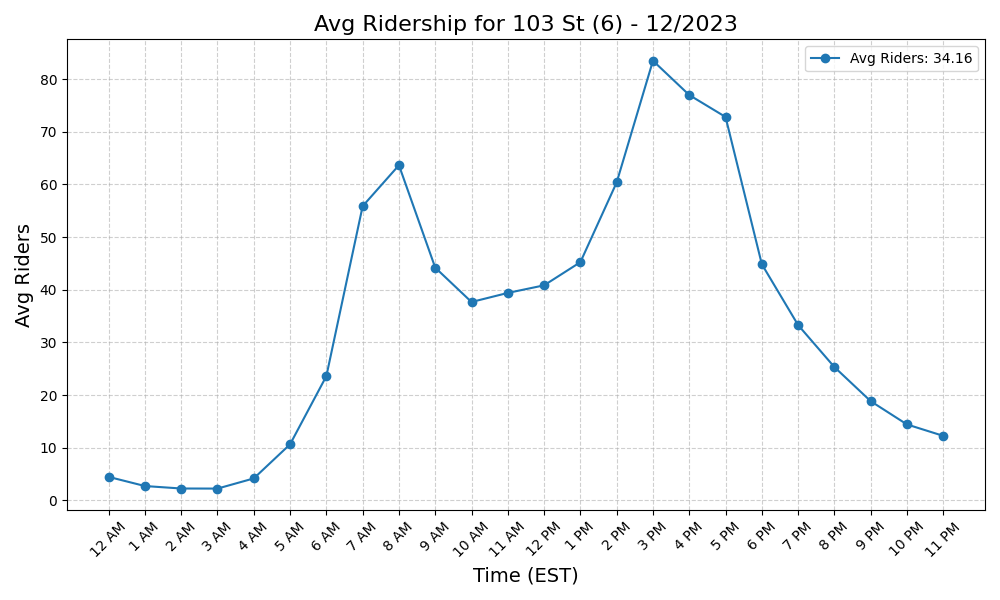 Avg Ridership for 103 St (6) - 12/2023
Avg Riders: 34.16
Avg Riders
80
70
60
50
40
30
20
10
0
12 AM
1 AM
2 AM
3 AM
4 AM
5 AM
6 AM
7 AM
8 AM
9 AM
10 AM
11 AM
12 PM
1 PM
2 PM
3 PM
4 PM
5 PM
6 PM
7 PM
8 PM
9 PM
10 PM
11 PM
Time (EST)